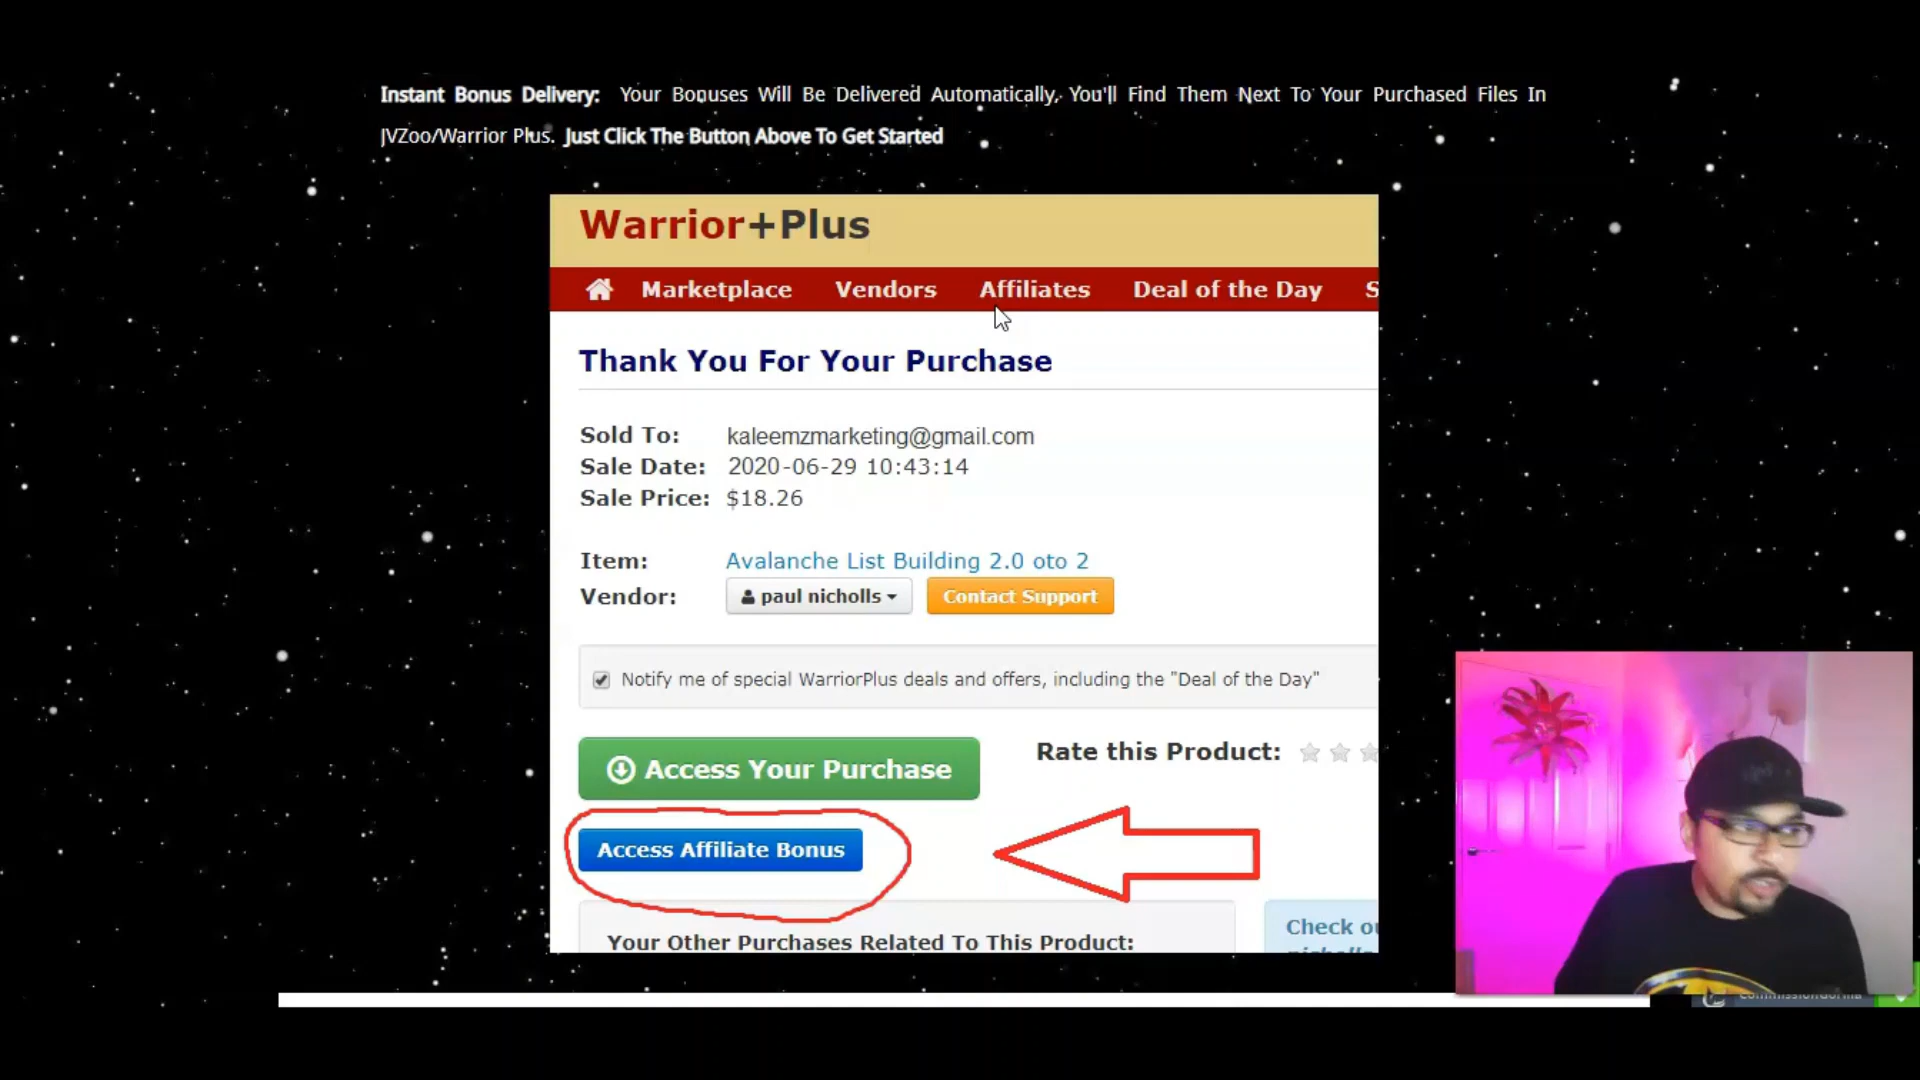 Instant Bonus Delivery: Your Bonuses Will Be Delivered Automatically, You'll Find Them Next To Your Purchased Files In
JVZoo/Warrior Plus. Just Click The Button Above To Get Started
Warrior+Plus
Marketplace Vendors Affiliates Deal of the Day S
Thank You For Your Purchase
Sold To: kaleemzmarketing@gmail.com
Sale Date: 2020-06-29 10:43:14
Sale Price: $18.26
Item: Avalanche List Building 2.0 oto 2
Vendor: paul nicholls Contact Support
Notify me of special WarriorPlus deals and offers, including the "Deal of the Day"
Access Your Purchase Rate this Product:
Access Affiliate Bonus
Your Other Purchases Related To This Product:
Check ou